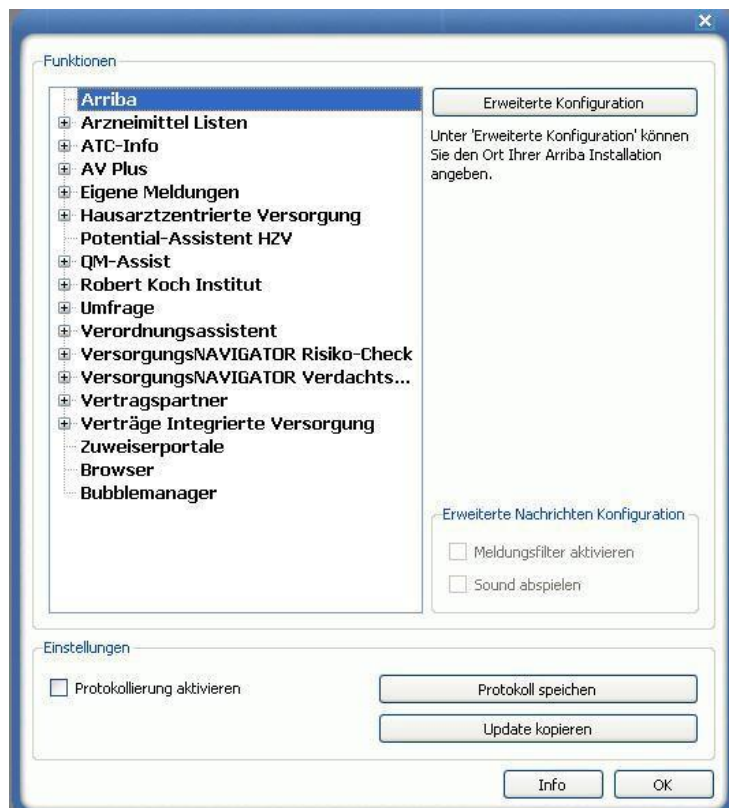 Funktionen
Arriba
Arzneimittel Listen
ATC-Info
AV Plus
Eigene Meldungen
Hausarztzentrierte Versorgung
Potential-Assistent HZV
QM-Assist
Robert Koch Institut
Umfrage
Verordnungsassistent
VersorgungsNAVIGATOR Risiko-Check
VersorgungsNAVIGATOR Verdachts...
Vertragspartner
Verträge Integrierte Versorgung
Zuweiserportale
Browser
Bubblemanager
Erweiterte Konfiguration
Unter 'Erweiterte Konfiguration' können
Sie den Ort Ihrer Arriba Installation
angeben.
Erweiterte Nachrichten Konfiguration
Meldungsfilter aktivieren
Sound abspielen
Einstellungen
Protokollierung aktivieren
Protokoll speichen
Update kopieren
Info
OK